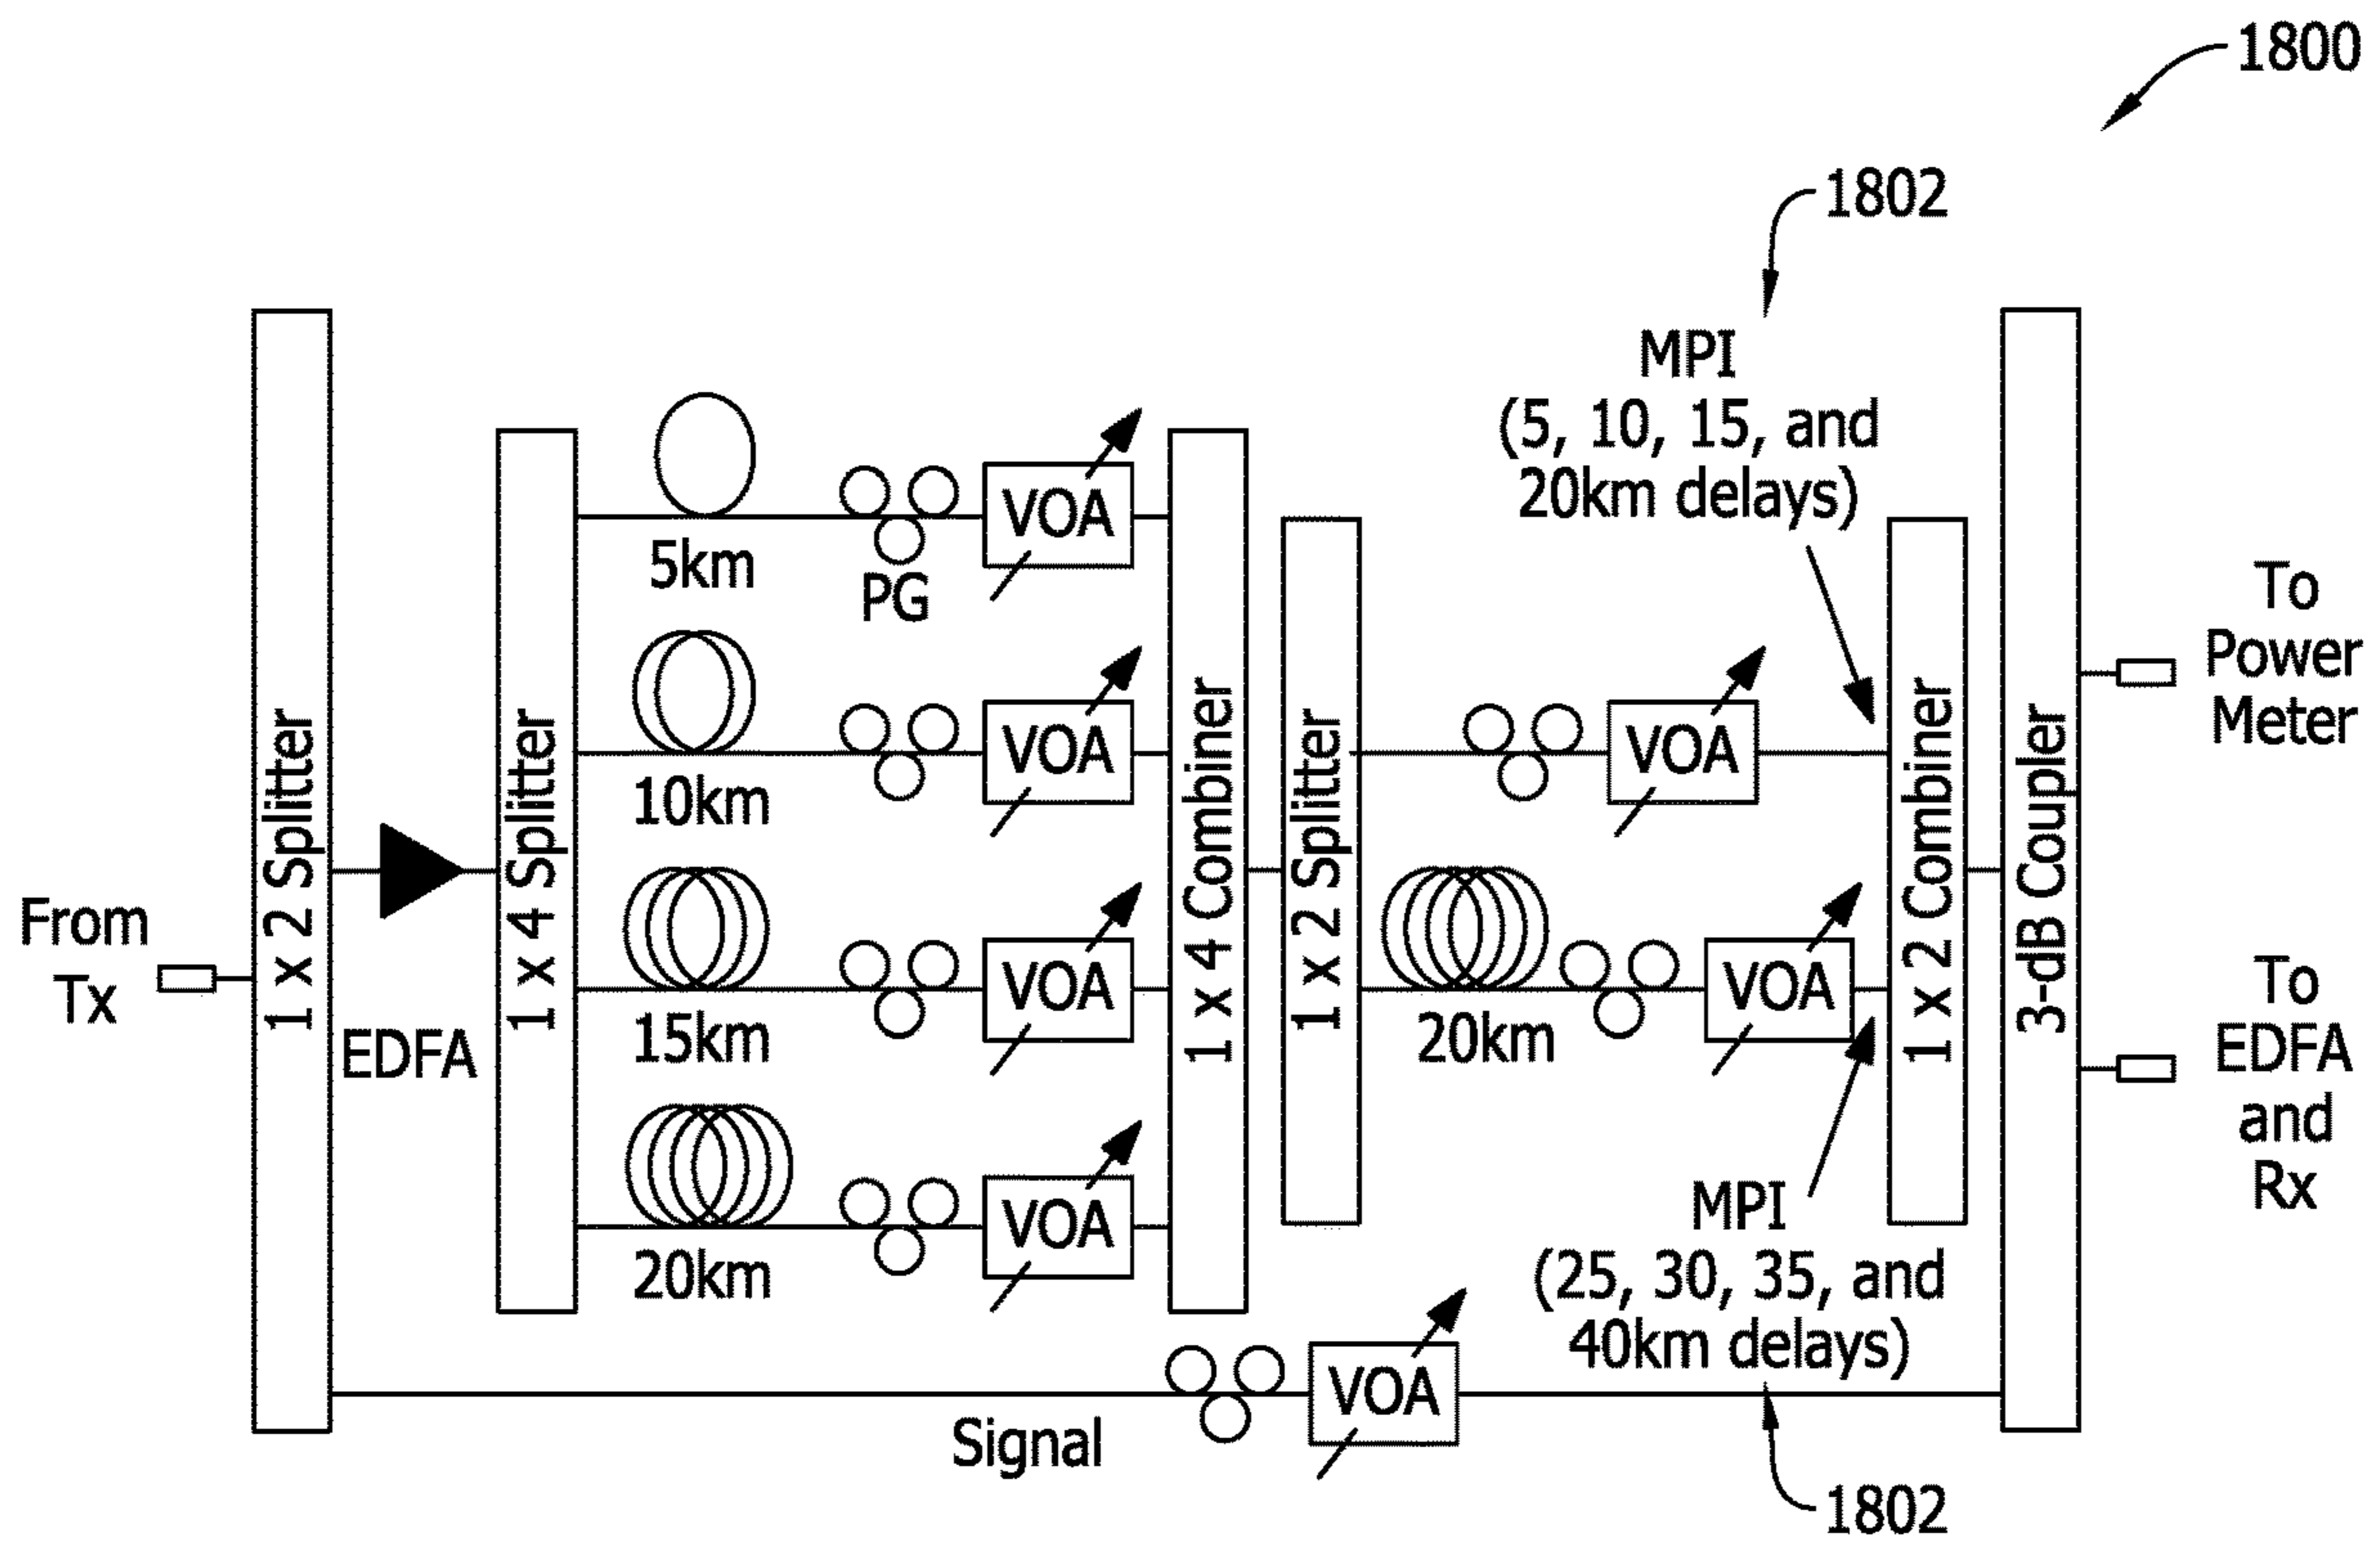 1800
1802
MPI
(5, 10, 15, and
20km delays)
From
Tx
1 x 2 Splitter
EDFA
1 x 4 Splitter
5km
PG
VOA
10km
VOA
15km
VOA
20km
VOA
1 x 4 Combiner
1 x 2 Splitter
VOA
20km
VOA
MPI
(25, 30, 35, and
40km delays)
1 x 2 Combiner
3-dB Coupler
To
Power
Meter
To
EDFA
and
Rx
Signal
VOA
1802